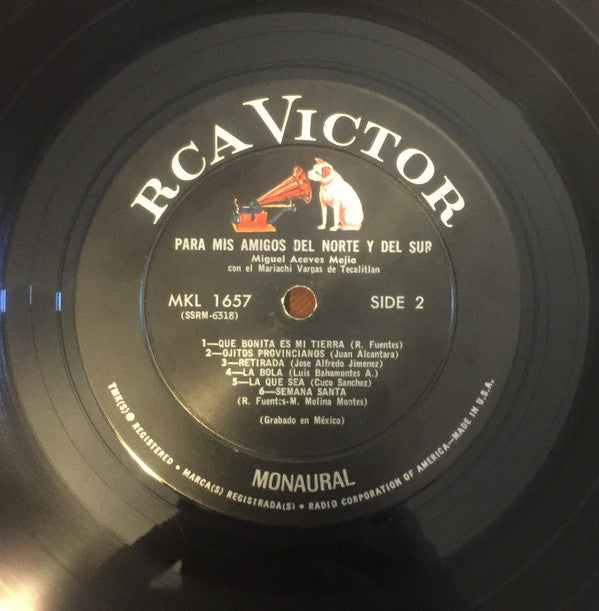 RCA VICTOR
PARA MIS AMIGOS DEL NORTE Y DEL SUR
Miguel Aceves Mejia
con el Mariachi Vargas de Tecalitlan
MKL 1657
(SSRM-6318)
SIDE 2
1—QUE BONITA ES MI TIERRA (R. Fuentes)
2—OJITOS PROVINCIANOS (Juan Alcantara)
3—RETIRADA (Jose Alfredo Jimenez)
4—LA BOLA (Luis Bahamontes A.)
5—LA QUE SEA (Cuco Sanchez)
6—SEMANA SANTA
(R. Fuentes-M. Molina Montes)
(Grabado en México)
MONAURAL
TMK(S) ® REGISTERED • MARCA(S) REGISTRADA(S) • RADIO CORPORATION OF AMERICA—MADE IN U.S.A.